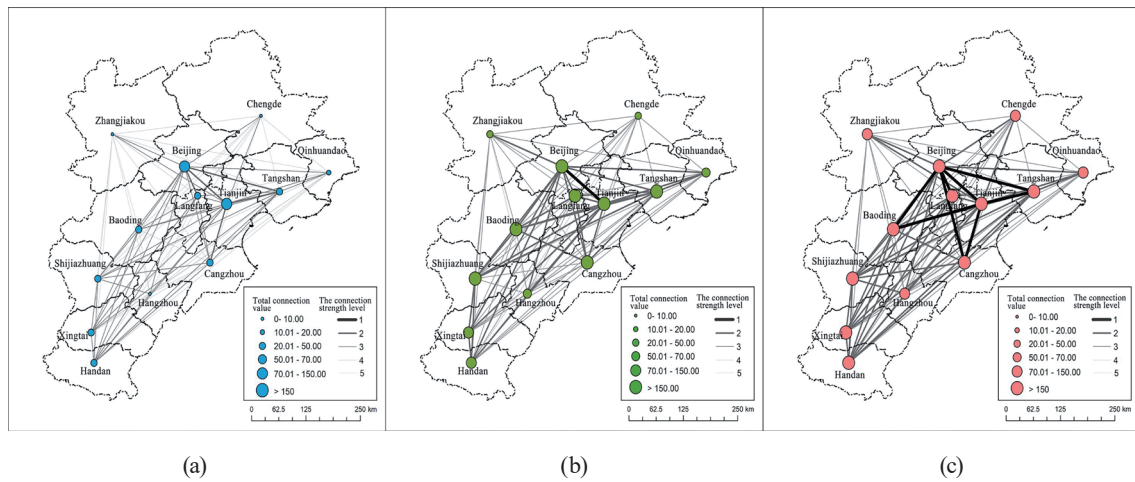 Chengde
Zhangjiakou
Qinhuandao
Beijing
Tangshan
Tianjin
Langfang
Baoding
Shijiazhuang
Cangzhou
Hangzhou
Xingtai
Handan
Total connection value
The connection strength level
0- 10.00
10.01 - 20.00
20.01 - 50.00
50.01 - 70.00
70.01 - 150.00
> 150
1
2
3
4
5
0 62.5 125 250 km
(a)
Chengde
Zhangjiakou
Qinhuandao
Beijing
Tangshan
Tianjin
Langfang
Baoding
Shijiazhuang
Cangzhou
Hangzhou
Xingtai
Handan
Total connection value
The connection strength level
0- 10.00
10.01 - 20.00
20.01 - 50.00
50.01 - 70.00
70.01 - 150.00
> 150.00
1
2
3
4
5
0 62.5 125 250 km
(b)
Chengde
Zhangjiakou
Qinhuandao
Beijing
Tangshan
Tianjin
Langfang
Baoding
Shijiazhuang
Cangzhou
Hangzhou
Xingtai
Handan
Total connection value
The connection strength level
0- 10.00
10.01 - 20.00
20.01 - 50.00
50.01 - 70.00
70.01 - 150.00
> 150
1
2
3
4
5
0 62.5 125 250 km
(c)